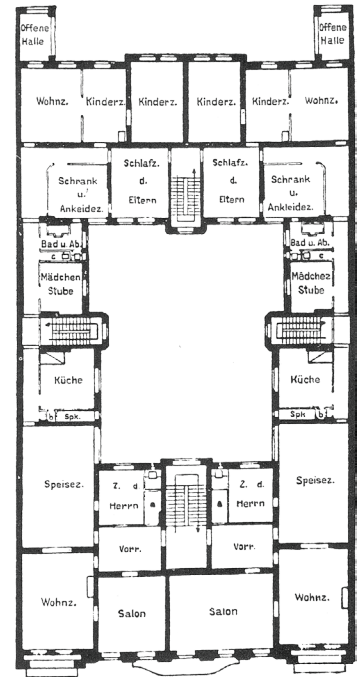 Offene Halle
Offene Halle
Wohnz.
Kinderz.
Kinderz.
Kinderz.
Kinderz.
Wohnz.
Schrank u. Ankleidez.
Schlafz. d. Eltern
Schlafz. d. Eltern
Schrank u. Ankleidez.
Bad u. Ab.
Bad u. Ab.
c
c
Mädchen Stube
Mädchez Stube
Küche
Küche
b
Spk.
Spk
b
Speisez.
Z. d Herrn
Z. d. Herrn
Speisez.
a
a
Vorr.
Vorr.
Wohnz.
Salon
Salon
Wohnz.